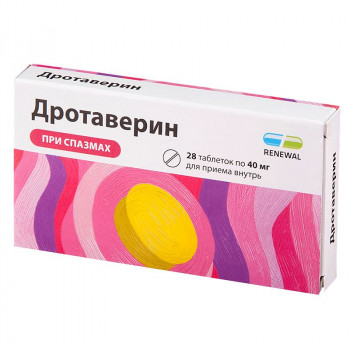 Дротаверин
ПРИ СПАЗМАХ
28 таблеток по 40 мг
для приема внутрь
RENEWAL